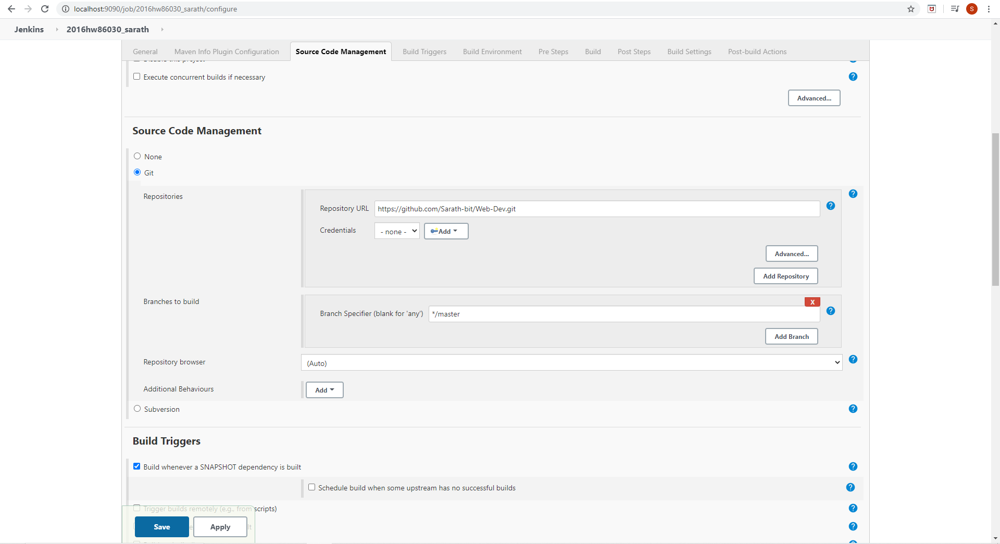 localhost:9090/job/2016hw86030_sarath/configure
S
Jenkins 2016hw86030_sarath
General Maven Info Plugin Configuration Source Code Management Build Triggers Build Environment Pre Steps Build Post Steps Build Settings Post-build Actions
Disable this project
Execute concurrent builds if necessary
Advanced...
Source Code Management
None
Git
Repositories
Repository URL https://github.com/Sarath-bit/Web-Dev.git
Credentials - none - Add
Advanced...
Add Repository
Branches to build
X
Branch Specifier (blank for 'any') */master
Add Branch
Repository browser (Auto)
Additional Behaviours Add
Subversion
Build Triggers
Build whenever a SNAPSHOT dependency is built
Schedule build when some upstream has no successful builds
Trigger builds remotely (e.g., from scripts)
Save Apply